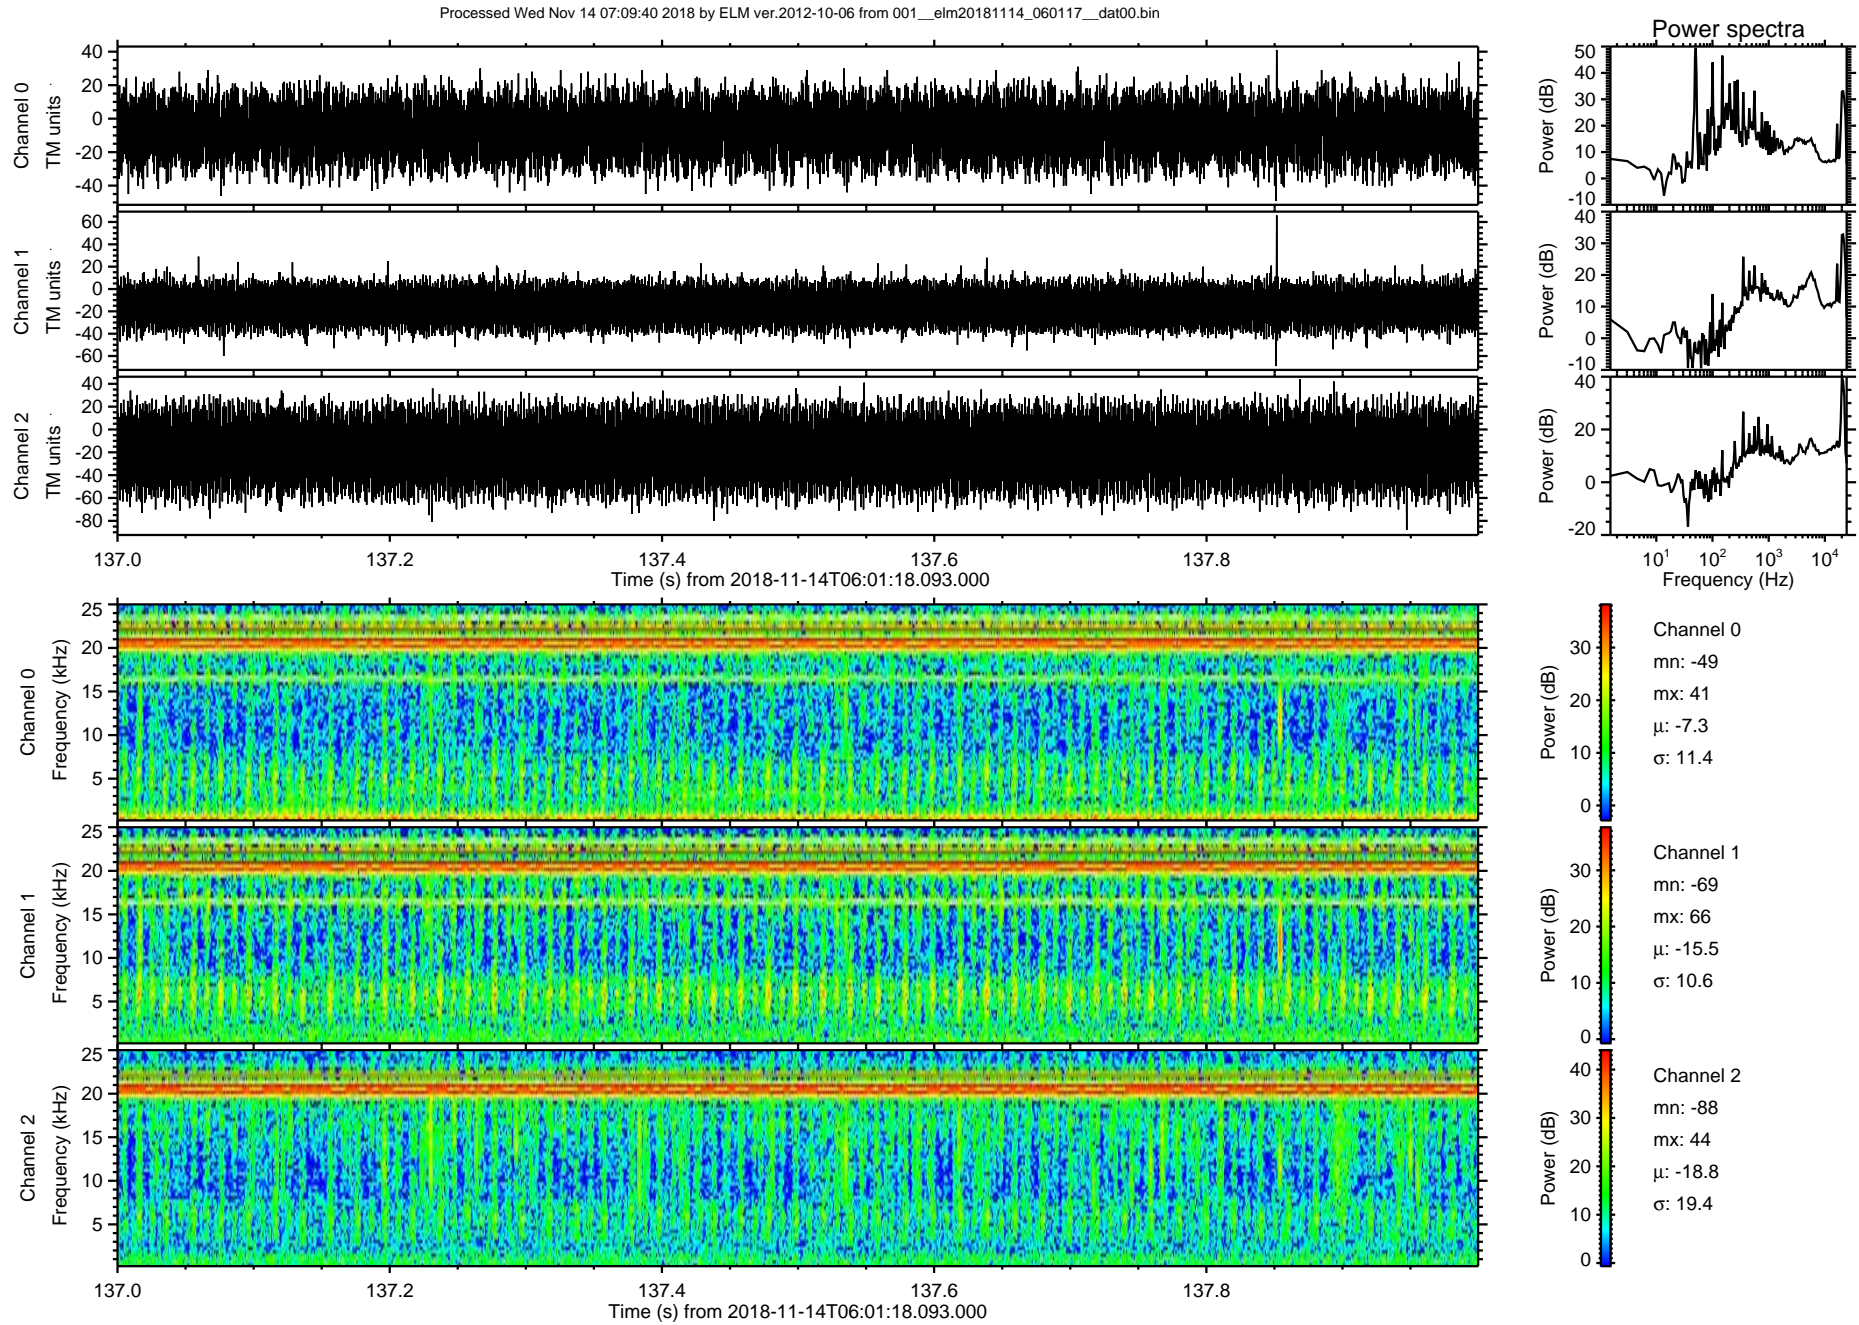 Processed Wed Nov 14 07:09:40 2018 by ELM ver.2012-10-06 from 001__elm20181114_060117__dat00.bin
Power spectra
Channel 0
TM units
40
20
0
-20
-40
Power (dB)
50
40
30
20
10
0
-10
Channel 1
TM units
60
40
20
0
-20
-40
-60
Power (dB)
40
30
20
10
0
-10
Channel 2
TM units
40
20
0
-20
-40
-60
-80
Power (dB)
40
20
0
-20
137.0 137.2 137.4 137.6 137.8
Time (s) from 2018-11-14T06:01:18.093.000
10^1 10^2 10^3 10^4
Frequency (Hz)
Channel 0
Frequency (kHz)
25
20
15
10
5
Power (dB)
30
20
10
0
Channel 0
mn: -49
mx: 41
μ: -7.3
σ: 11.4
Channel 1
Frequency (kHz)
25
20
15
10
5
Power (dB)
30
20
10
0
Channel 1
mn: -69
mx: 66
μ: -15.5
σ: 10.6
Channel 2
Frequency (kHz)
25
20
15
10
5
Power (dB)
40
30
20
10
0
Channel 2
mn: -88
mx: 44
μ: -18.8
σ: 19.4
137.0 137.2 137.4 137.6 137.8
Time (s) from 2018-11-14T06:01:18.093.000